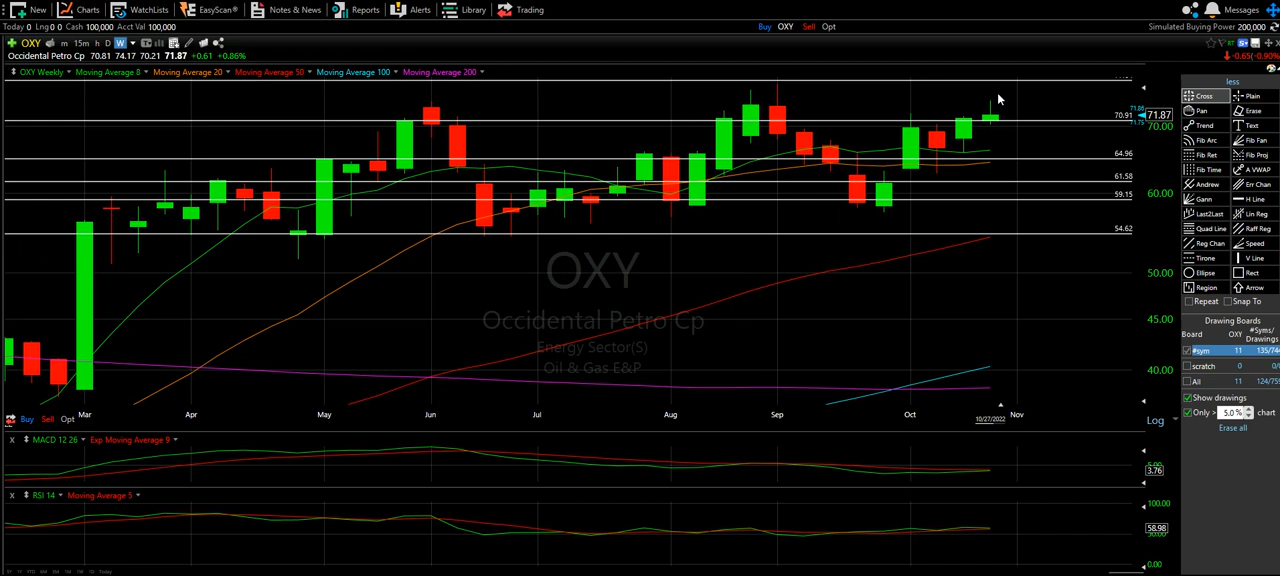 New Charts WatchLists EasyScan® Notes & News Reports Alerts Library Trading Messages
Today 0 Lng 0 0 Cash 100,000 Acct Val 100,000 Buy OXY Sell Opt Simulated Buying Power 200,000
OXY m 15m h D W
Occidental Petro Cp 70.81 74.17 70.21 71.87 +0.61 +0.86% -0.65(-0.90%)
OXY Weekly Moving Average 8 Moving Average 20 Moving Average 50 Moving Average 100 Moving Average 200
less
Cross Plain
Pan Erase
Trend Text
Fib Arc Fib Fan
Fib Ret Fib Proj
Fib Time A VWAP
Andrew Err Chan
Gann H Line
Last2Last Lin Reg
Quad Line Raff Reg
Reg Chan Speed
Tirone V Line
Ellipse Rect
Region Arrow
Repeat Snap To
Drawing Boards
Board OXY #Syms/
Drawings
#sym 11 135/74
scratch 0 0/
All 11 124/75
Show drawings
Only > 5.0 % chart
Erase all
70.91
71.87
70.00
64.96
61.58
60.00
59.15
54.62
50.00
45.00
40.00
OXY
Occidental Petro Cp
Energy Sector(S)
Oil & Gas E&P
Mar Apr May Jun Jul Aug Sep Oct 10/27/2022 Nov
Buy Sell Opt Log
X MACD 12 26 Exp Moving Average 9
5.00
3.76
X RSI 14 Moving Average 5
100.00
58.98
50.00
0.00